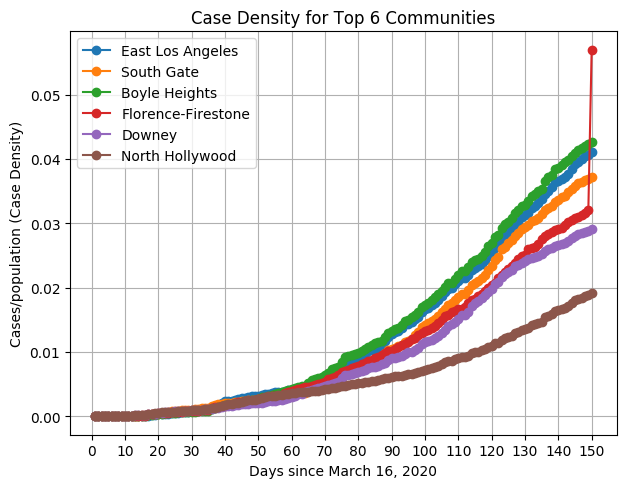 Case Density for Top 6 Communities
East Los Angeles
South Gate
Boyle Heights
Florence-Firestone
Downey
North Hollywood
Cases/population (Case Density)
0.05
0.04
0.03
0.02
0.01
0.00
0 10 20 30 40 50 60 70 80 90 100 110 120 130 140 150
Days since March 16, 2020